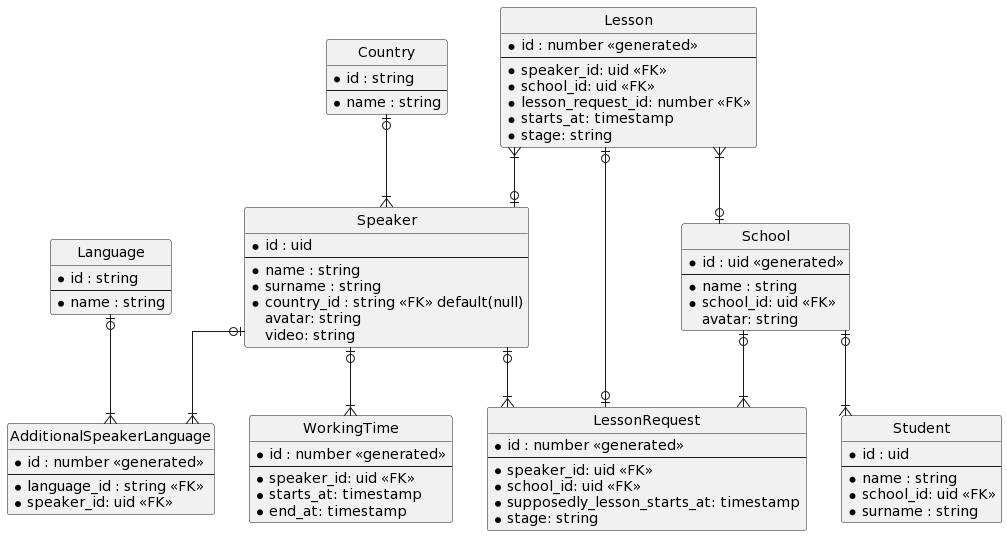 Lesson
id : number «generated»
speaker_id: uid «FK»
school_id: uid «FK»
lesson_request_id: number «FK»
starts_at: timestamp
stage: string
Country
id : string
name : string
Speaker
id : uid
name : string
surname : string
country_id : string «FK» default(null)
avatar: string
video: string
School
id : uid «generated»
name : string
school_id: uid «FK»
avatar: string
Language
id : string
name : string
AdditionalSpeakerLanguage
id : number «generated»
language_id : string «FK»
speaker_id: uid «FK»
WorkingTime
id : number «generated»
speaker_id: uid «FK»
starts_at: timestamp
end_at: timestamp
LessonRequest
id : number «generated»
speaker_id: uid «FK»
school_id: uid «FK»
supposedly_lesson_starts_at: timestamp
stage: string
Student
id : uid
name : string
school_id: uid «FK»
surname : string